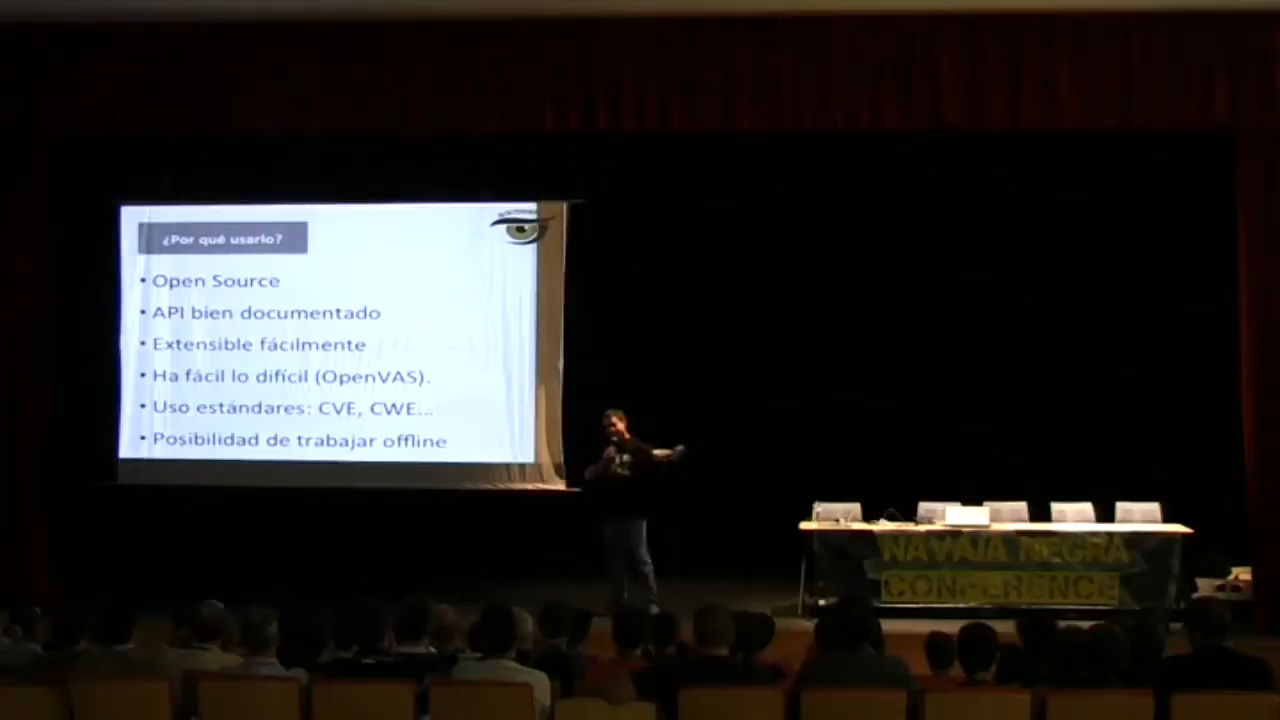 ¿Por qué usarlo?
• Open Source
• API bien documentado
• Extensible fácilmente
• Ha fácil lo difícil (OpenVAS).
• Uso estándares: CVE, CWE...
• Posibilidad de trabajar offline
NAVAJA NEGRA
CONFERENCE